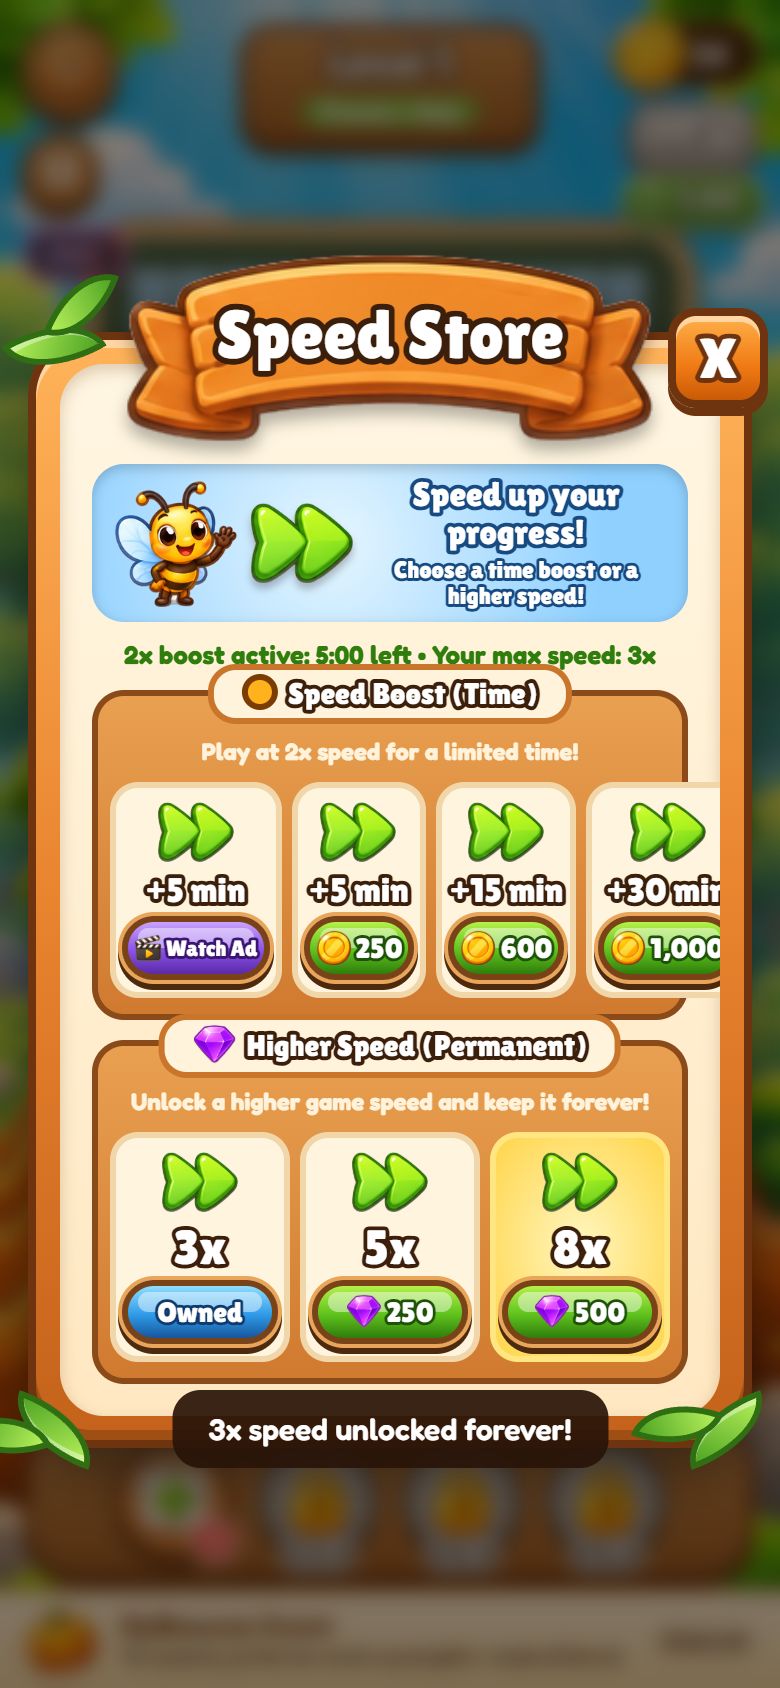 Speed Store
X
Speed up your
progress!
Choose a time boost or a
higher speed!
2x boost active: 5:00 left • Your max speed: 3x
Speed Boost (Time)
Play at 2x speed for a limited time!
+5 min +5 min +15 min +30 min
Watch Ad 250 600 1,000
Higher Speed (Permanent)
Unlock a higher game speed and keep it forever!
3x 5x 8x
Owned 250 500
3x speed unlocked forever!